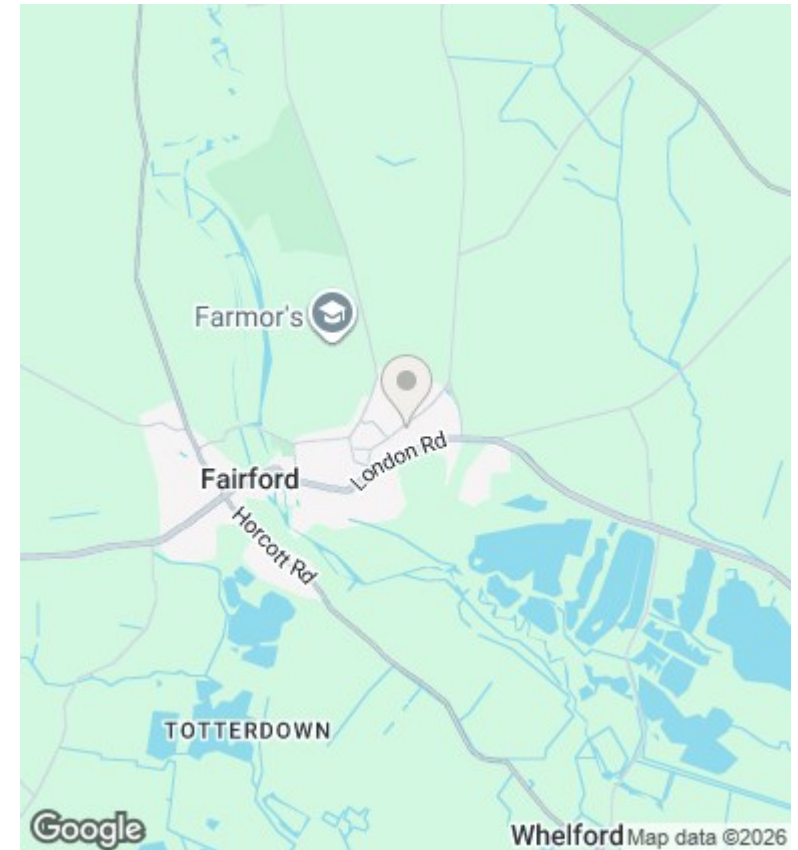 Farmor's
London Rd
Fairford
Horcott Rd
TOTTERDOWN
Google
Whelford
Map data ©2026